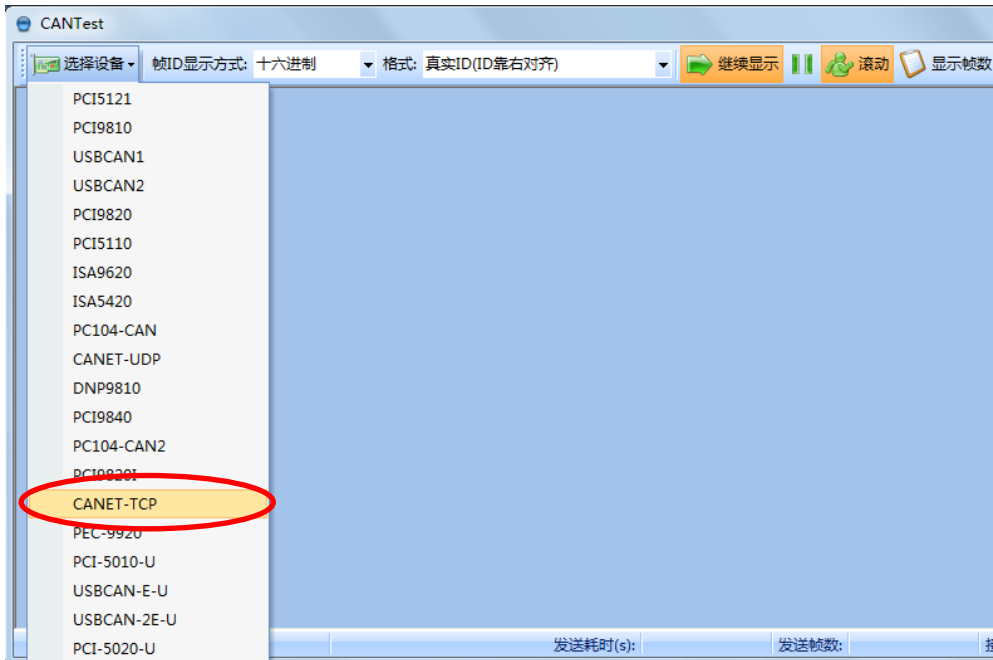 CANTest
选择设备 帧ID显示方式: 十六进制 格式: 真实ID(ID靠右对齐) 继续显示 滚动 显示帧数
PCI5121
PCI9810
USBCAN1
USBCAN2
PCI9820
PCI5110
ISA9620
ISA5420
PC104-CAN
CANET-UDP
DNP9810
PCI9840
PC104-CAN2
PCI9820I
CANET-TCP
PEC-9920
PCI-5010-U
USBCAN-E-U
USBCAN-2E-U
PCI-5020-U
发送耗时(s): 发送帧数: